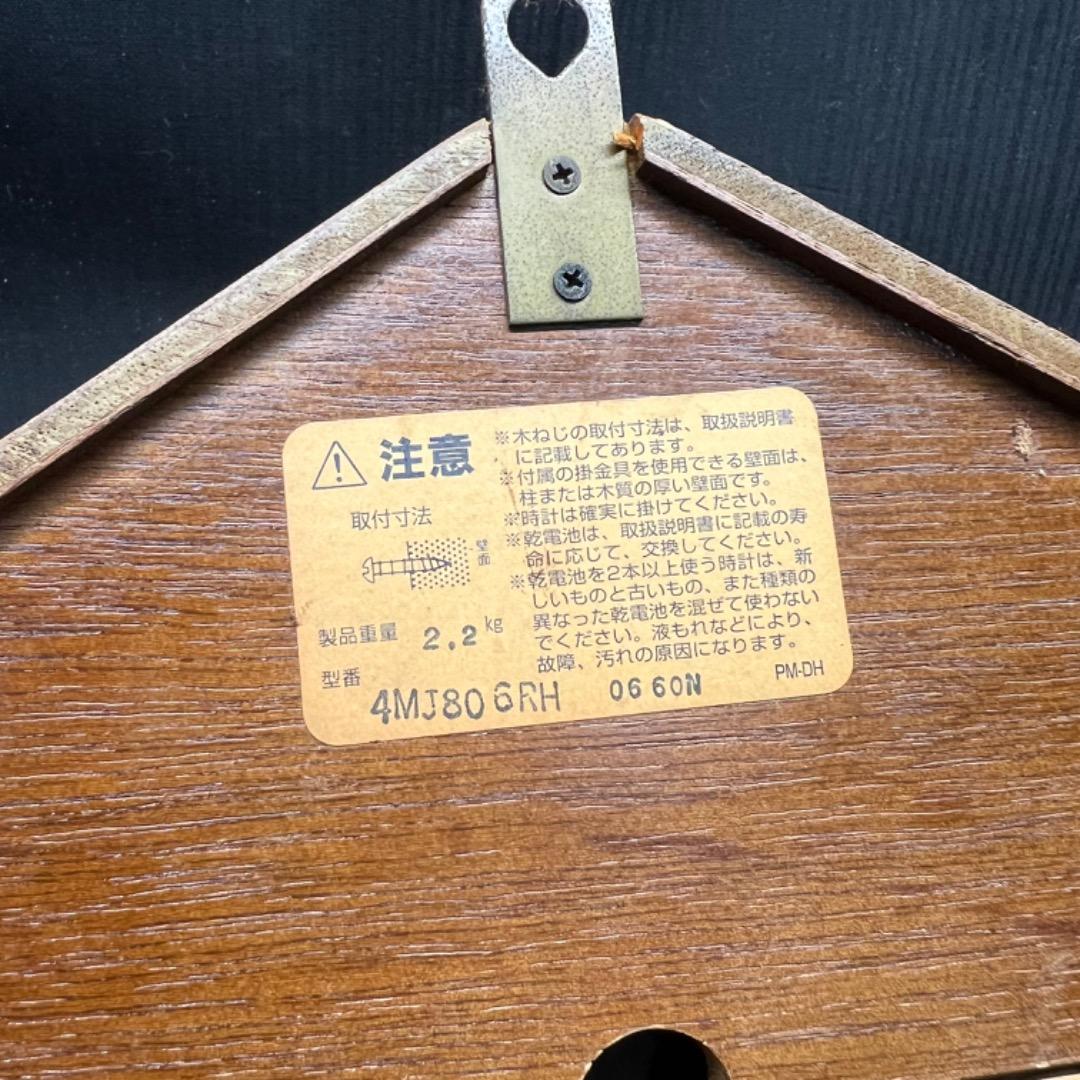 注意
取付寸法
壁面
製品重量 2.2 kg
型番
4MJ806RH 0660N
※木ねじの取付寸法は、取扱説明書
に記載してあります。
※付属の掛金具を使用できる壁面は、
柱または木質の厚い壁面です。
※時計は確実に掛けてください。
※乾電池は、取扱説明書に記載の寿
命に応じて、交換してください。
※乾電池を2本以上使う時計は、新
しいものと古いもの、また種類の
異なった乾電池を混ぜて使わない
でください。液もれなどにより、
故障、汚れの原因になります。
PM-DH